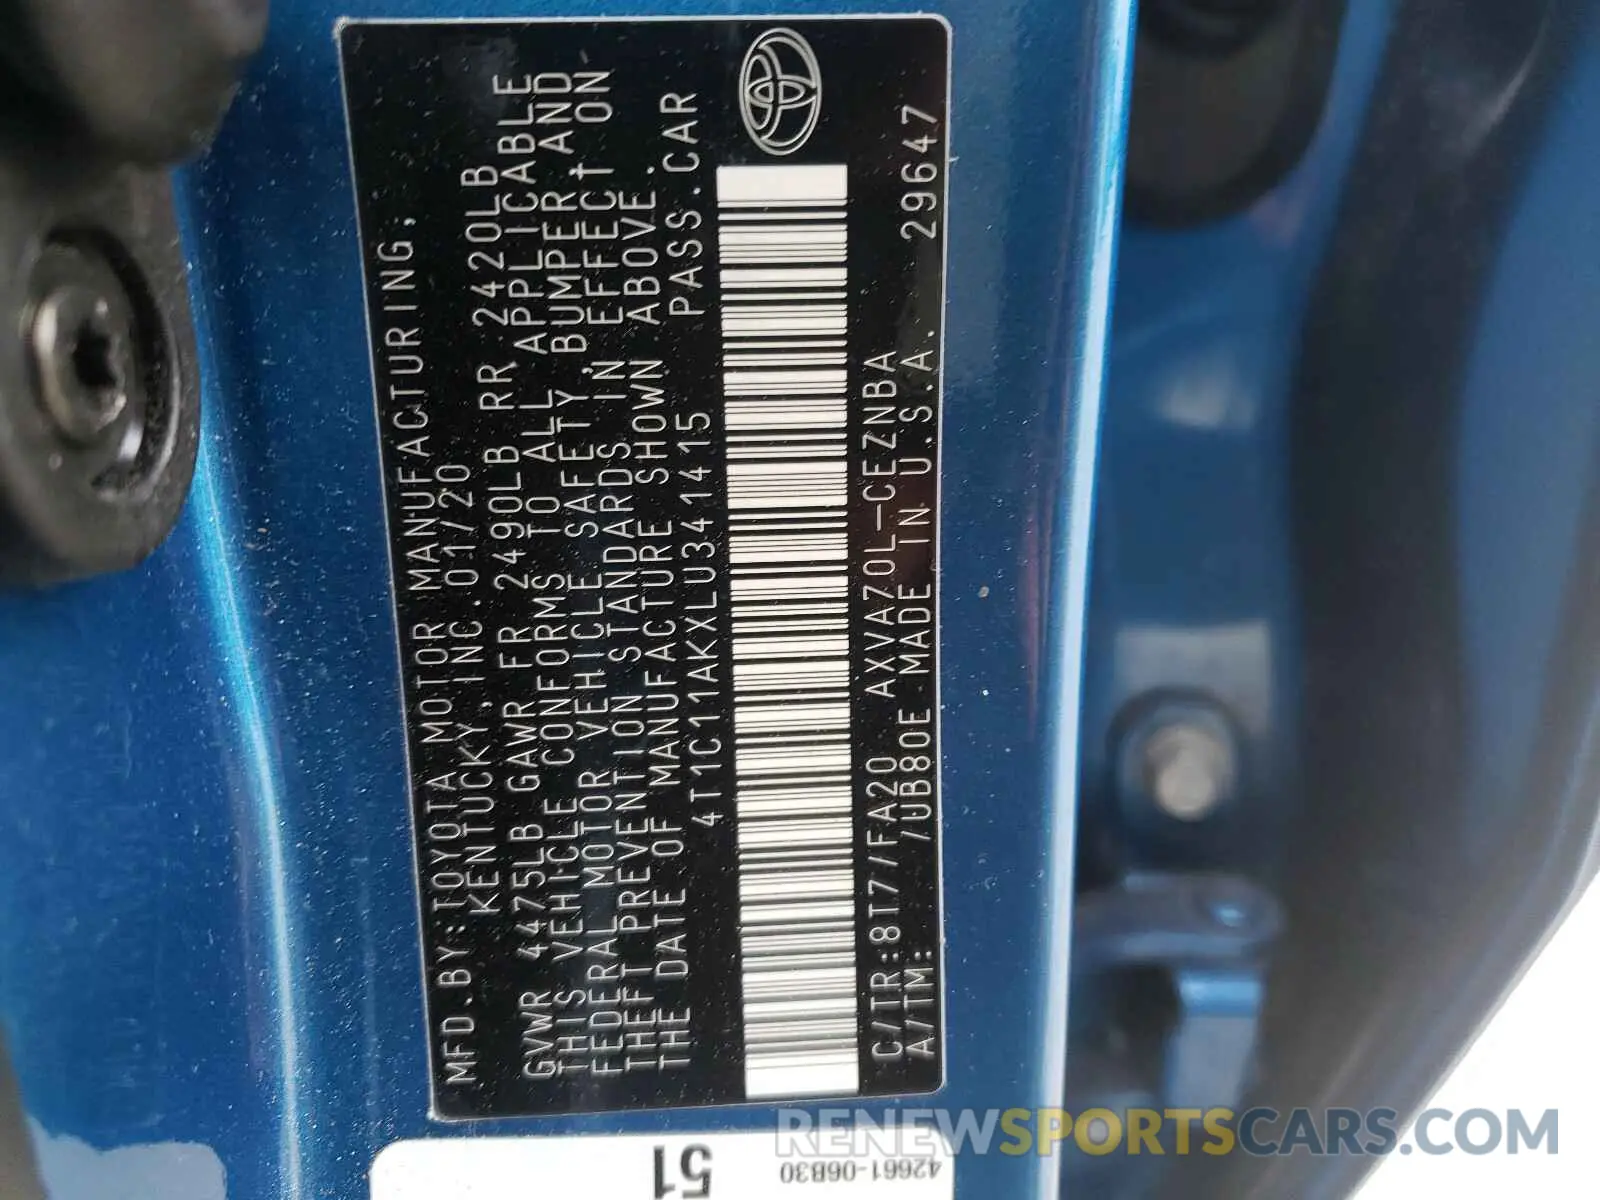 MFD.BY:TOYOTA MOTOR MANUFACTURING,
KENTUCKY,INC.01/20
GVWR 4475LB GAWR FR 2490LB RR 2420LB
THIS VEHICLE CONFORMS TO ALL APPLICABLE
FEDERAL MOTOR VEHICLE SAFETY,BUMPER,AND
THEFT PREVENTION STANDARDS IN EFFECT ON
THE DATE OF MANUFACTURE SHOWN ABOVE.
4T1C11AKXLU341415 PASS.CAR
C/TR:8T7/FA20 AXVA70L-CEZNBA 29647
A/TM: /UB80E MADE IN U.S.A.
51
42661-06B30
RENEWSPORTSCARS.COM